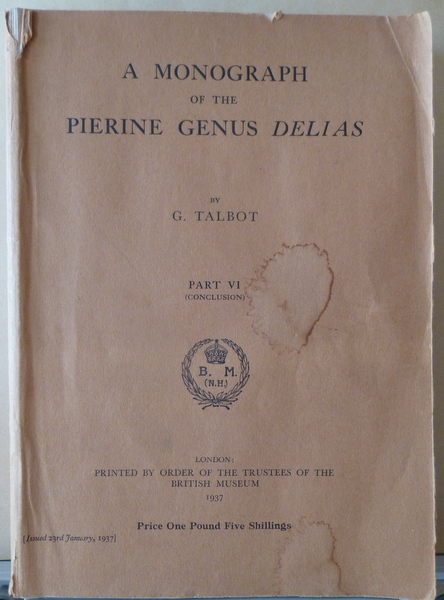 A MONOGRAPH
OF THE
PIERINE GENUS DELIAS
BY
G. TALBOT
PART VI
(CONCLUSION)
B. M.
(N.H.)
LONDON:
PRINTED BY ORDER OF THE TRUSTEES OF THE
BRITISH MUSEUM
1937
Price One Pound Five Shillings
[Issued 23rd January, 1937]